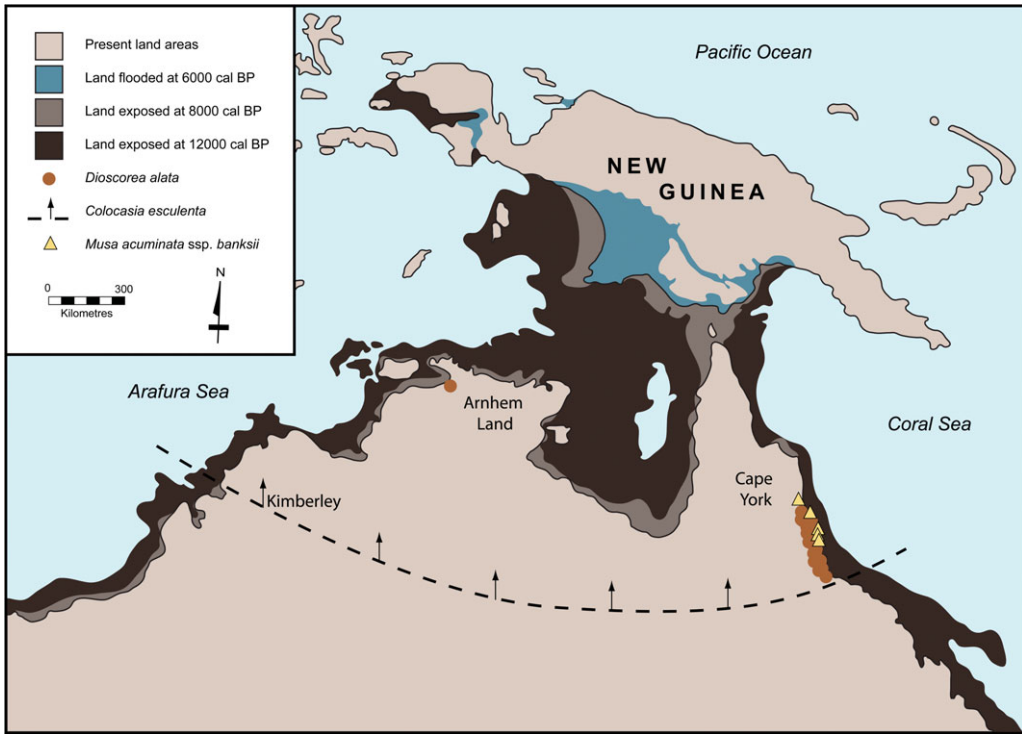 Present land areas
Land flooded at 6000 cal BP
Land exposed at 8000 cal BP
Land exposed at 12000 cal BP
Dioscorea alata
Colocasia esculenta
Musa acuminata ssp. banksii
N
0 300
Kilometres
Pacific Ocean
NEW
GUINEA
Arafura Sea
Arnhem
Land
Coral Sea
Cape
York
Kimberley